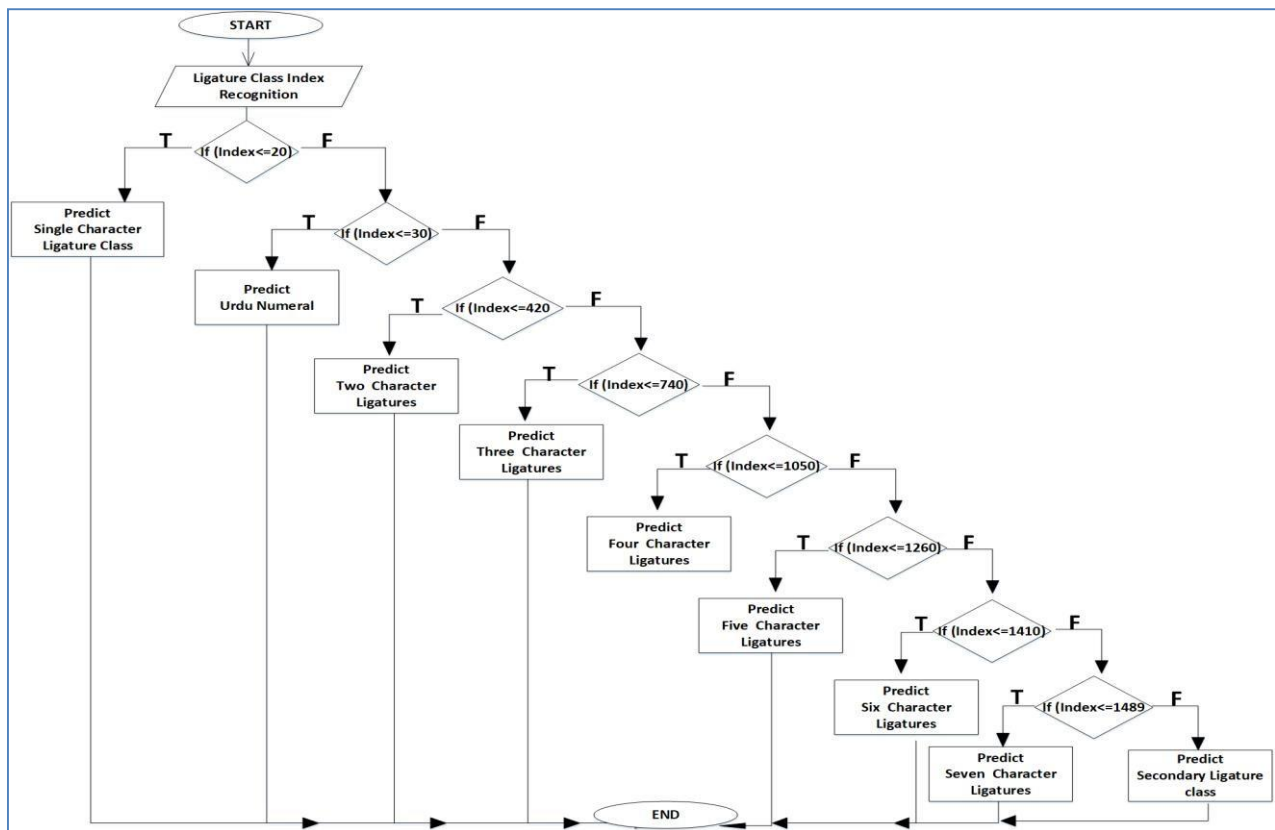 START
Ligature Class Index
Recognition
T
F
If (Index<=20)
Predict
Single Character
Ligature Class
T
F
If (Index<=30)
Predict
Urdu Numeral
T
F
If (Index<=420
Predict
Two Character
Ligatures
T
F
If (Index<=740)
Predict
Three Character
Ligatures
T
F
If (Index<=1050)
Predict
Four Character
Ligatures
T
F
If (Index<=1260)
Predict
Five Character
Ligatures
T
F
If (Index<=1410)
Predict
Six Character
Ligatures
T
F
If (Index<=1489
Predict
Seven Character
Ligatures
Predict
Secondary Ligature
class
END